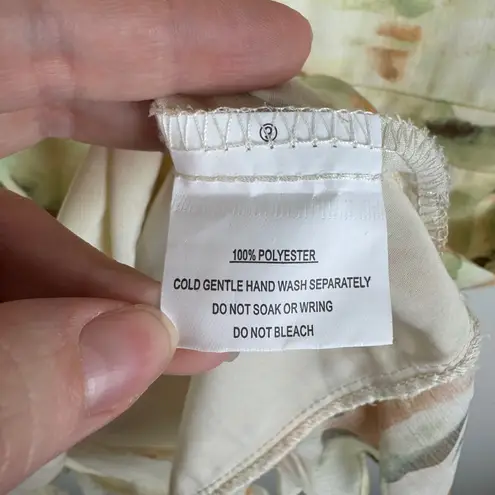 100% POLYESTER
COLD GENTLE HAND WASH SEPARATELY
DO NOT SOAK OR WRING
DO NOT BLEACH